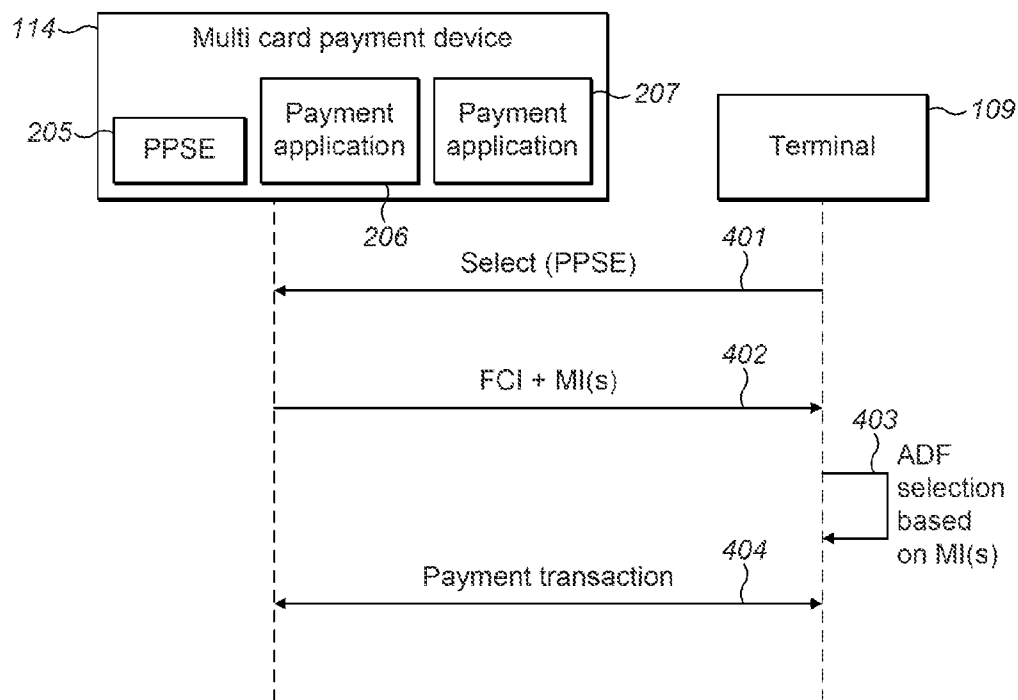 114
Multi card payment device
205
PPSE
Payment
application
206
Payment
application
207
Terminal
109
401
Select (PPSE)
402
FCI + MI(s)
403
ADF
selection
based
on MI(s)
404
Payment transaction